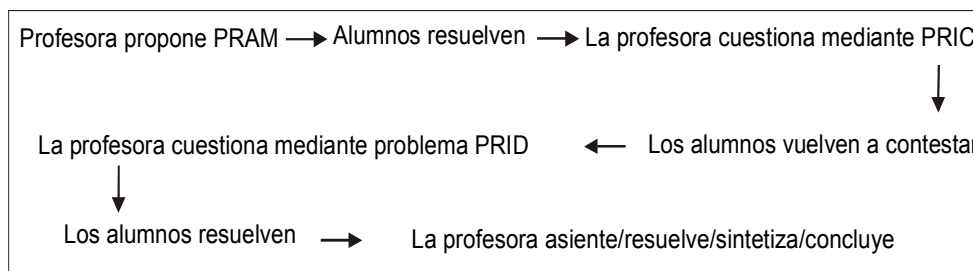 Profesora propone PRAM → Alumnos resuelven → La profesora cuestiona mediante PRIC
La profesora cuestiona mediante problema PRID ← Los alumnos vuelven a contestar
Los alumnos resuelven → La profesora asiente/resuelve/sintetiza/concluye